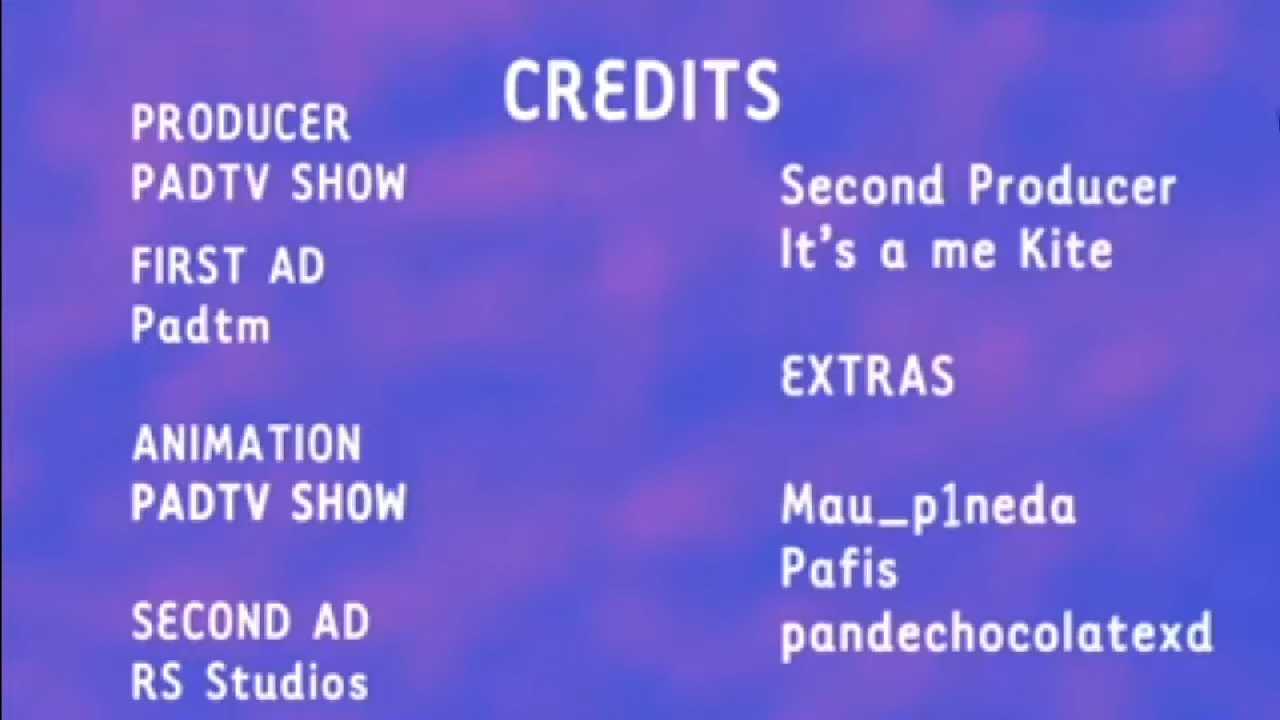 CREDITS
PRODUCER
PADTV SHOW
FIRST AD
Padtm
ANIMATION
PADTV SHOW
SECOND AD
RS Studios
Second Producer
It's a me Kite
EXTRAS
Mau_p1neda
Pafis
pandechocolatexd